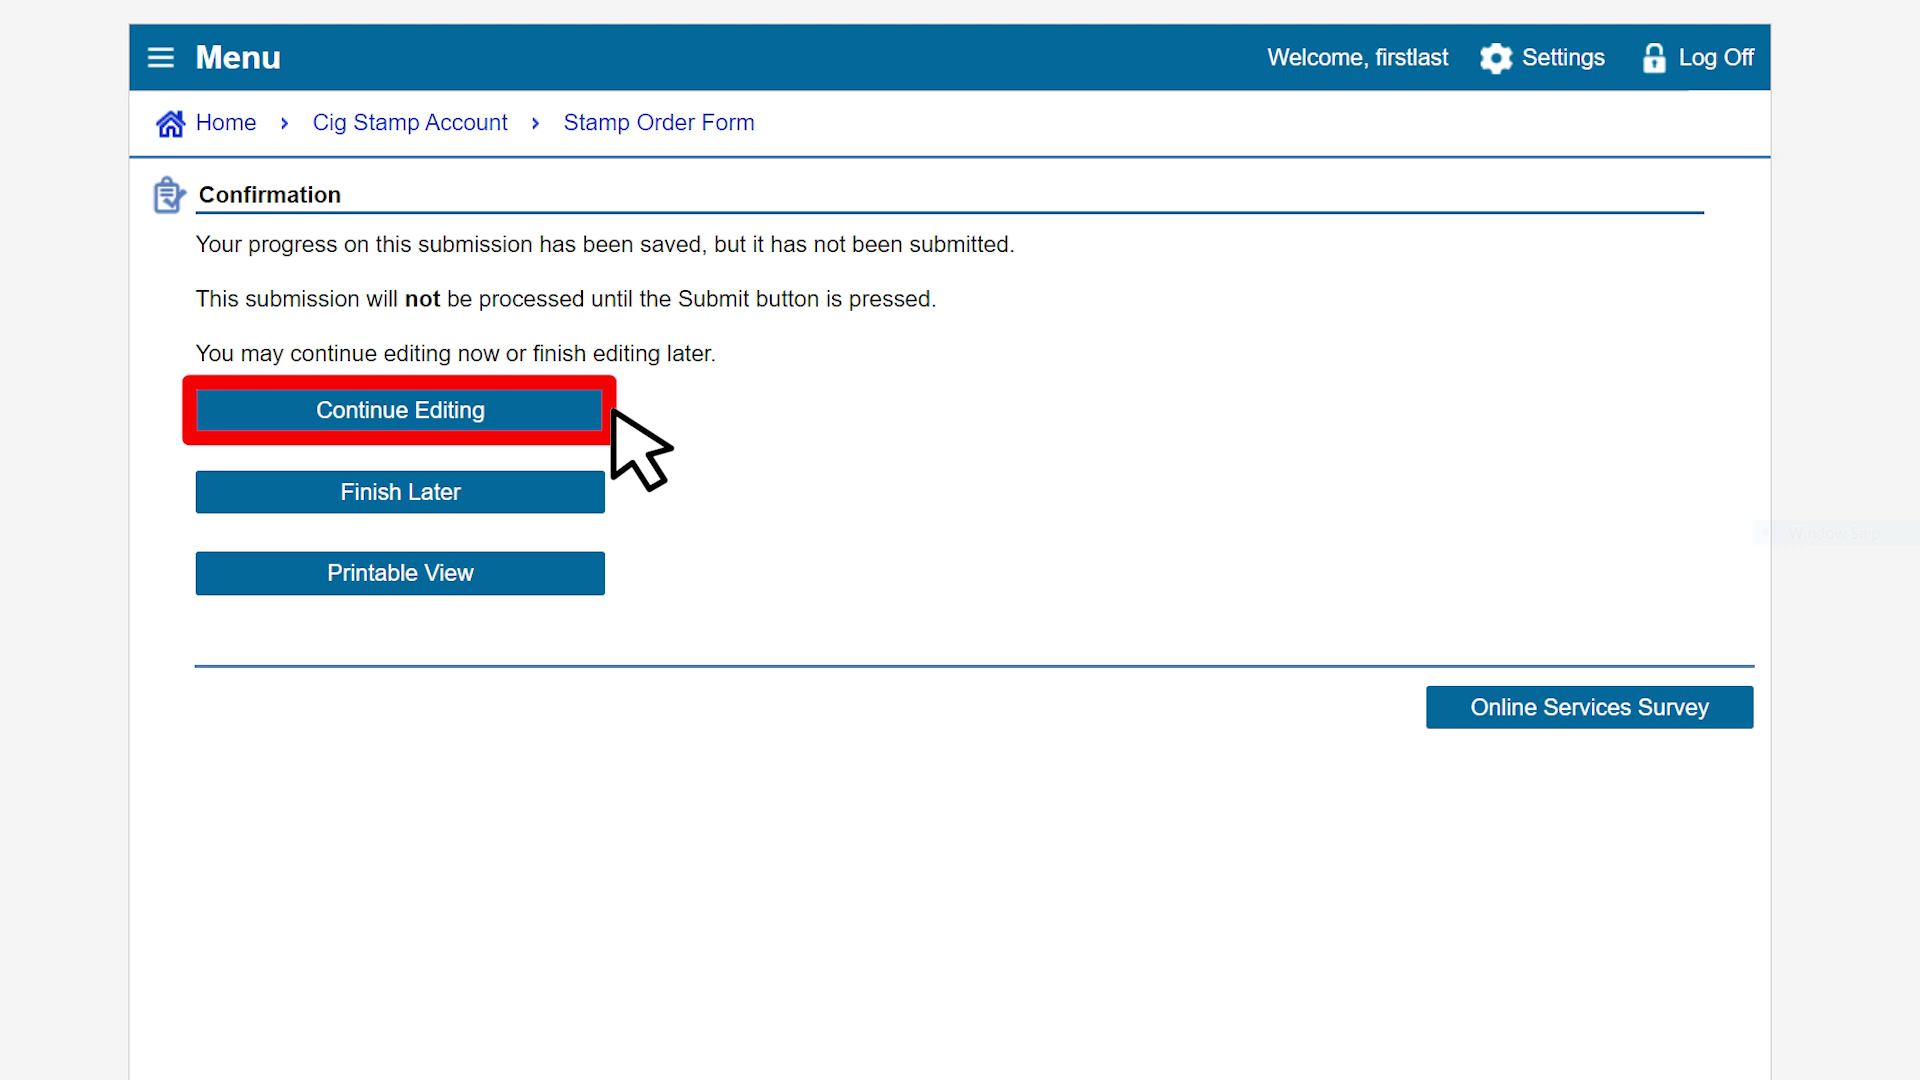 Menu
Welcome, firstlast
Settings
Log Off
Home › Cig Stamp Account › Stamp Order Form
Confirmation
Your progress on this submission has been saved, but it has not been submitted.
This submission will not be processed until the Submit button is pressed.
You may continue editing now or finish editing later.
Continue Editing
Finish Later
Printable View
Online Services Survey